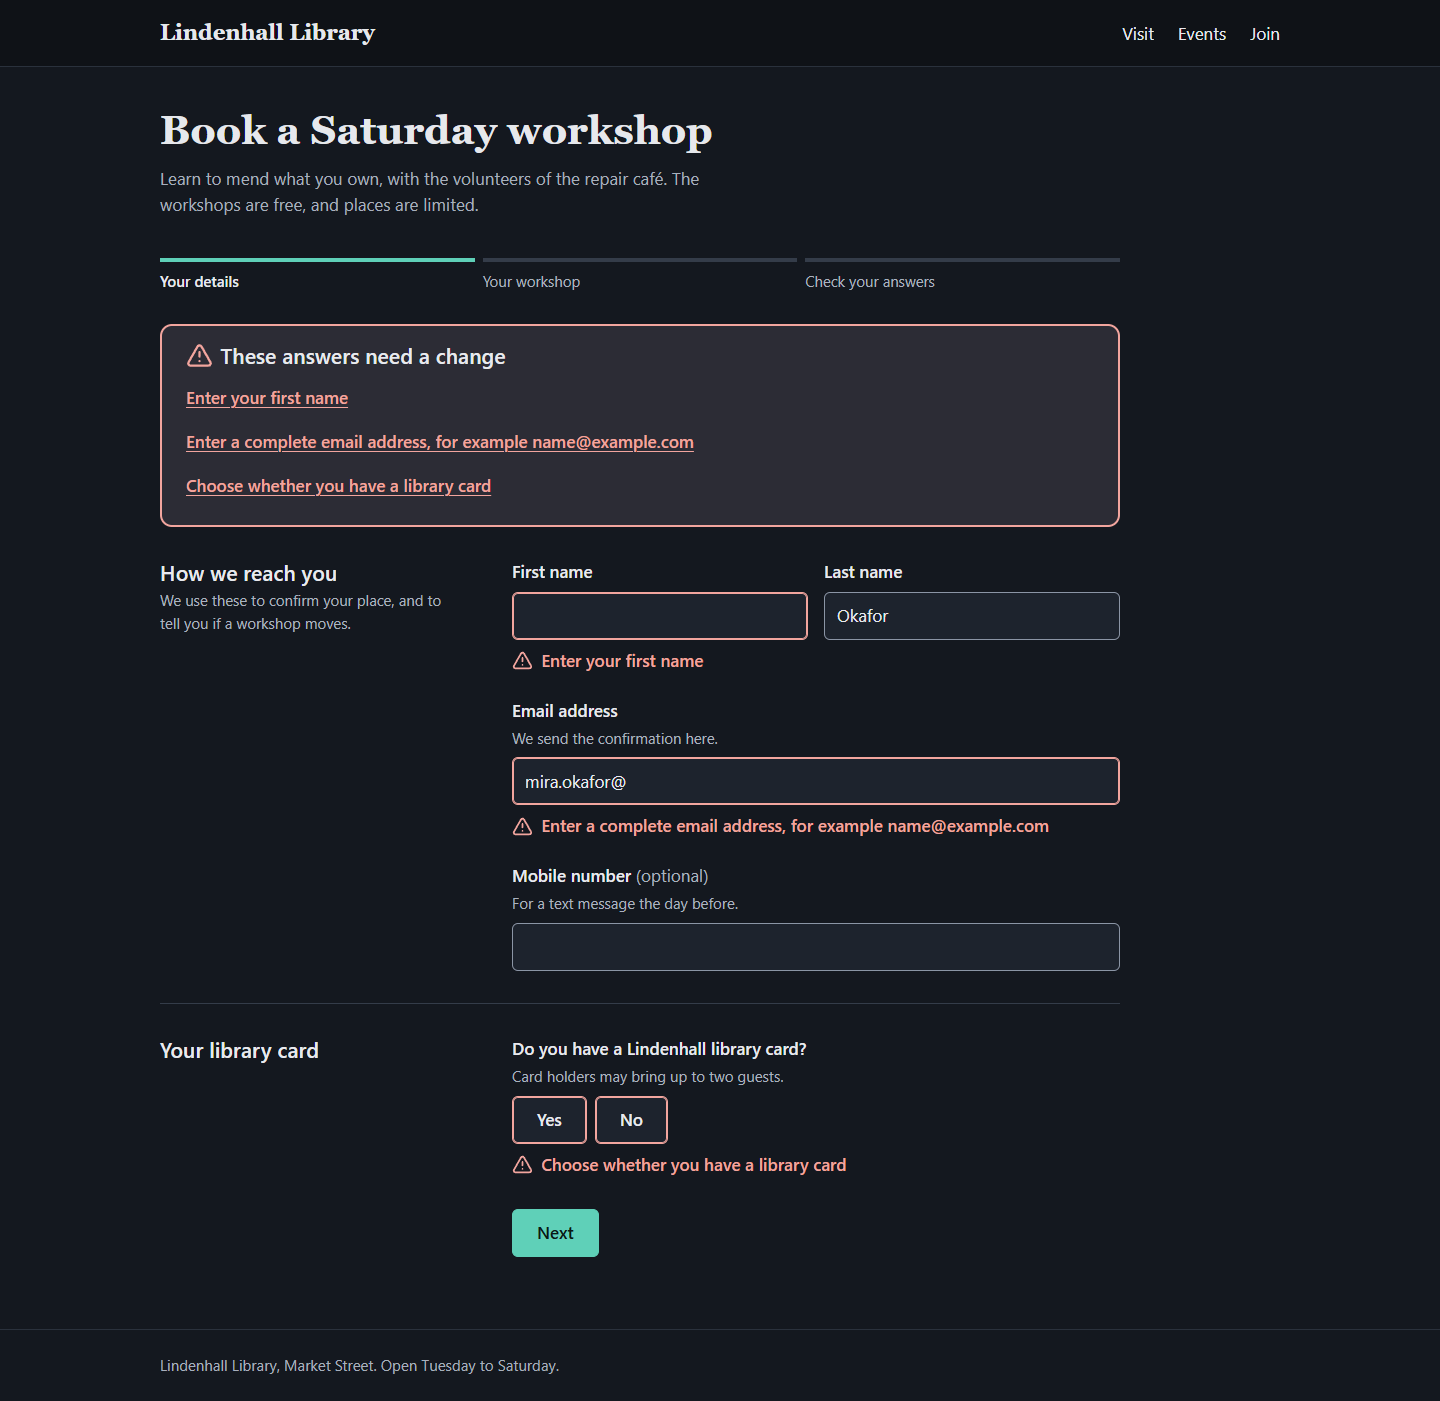 Lindenhall Library
Visit Events Join
Book a Saturday workshop
Learn to mend what you own, with the volunteers of the repair café. The
workshops are free, and places are limited.
Your details
Your workshop
Check your answers
These answers need a change
Enter your first name
Enter a complete email address, for example name@example.com
Choose whether you have a library card
How we reach you
We use these to confirm your place, and to
tell you if a workshop moves.
First name
Last name
Okafor
Enter your first name
Email address
We send the confirmation here.
mira.okafor@
Enter a complete email address, for example name@example.com
Mobile number (optional)
For a text message the day before.
Your library card
Do you have a Lindenhall library card?
Card holders may bring up to two guests.
Yes
No
Choose whether you have a library card
Next
Lindenhall Library, Market Street. Open Tuesday to Saturday.